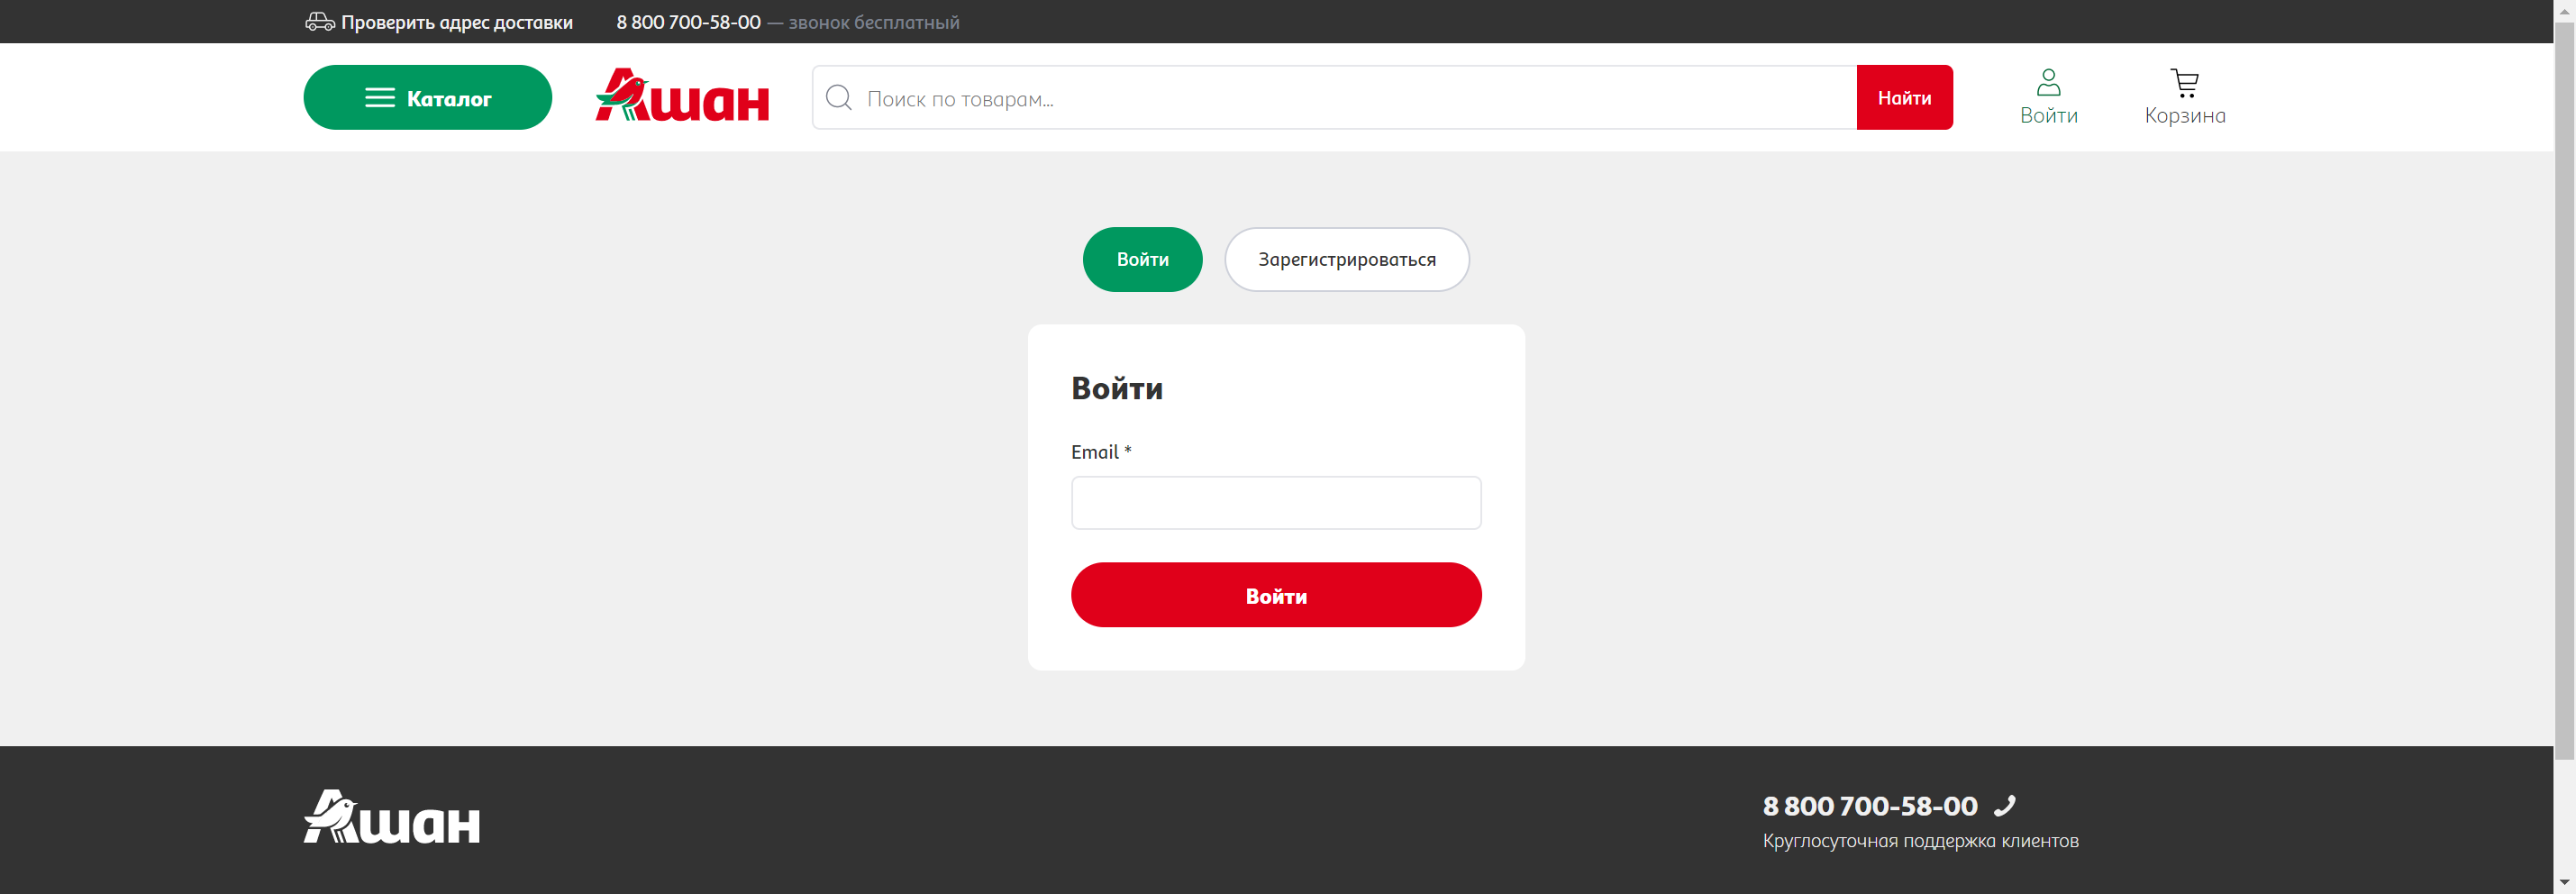 Проверить адрес доставки 8 800 700-58-00 — звонок бесплатный
Каталог Ашан Поиск по товарам... Найти Войти Корзина
Войти Зарегистрироваться
Войти
Email *
Войти
Ашан 8 800 700-58-00
Круглосуточная поддержка клиентов